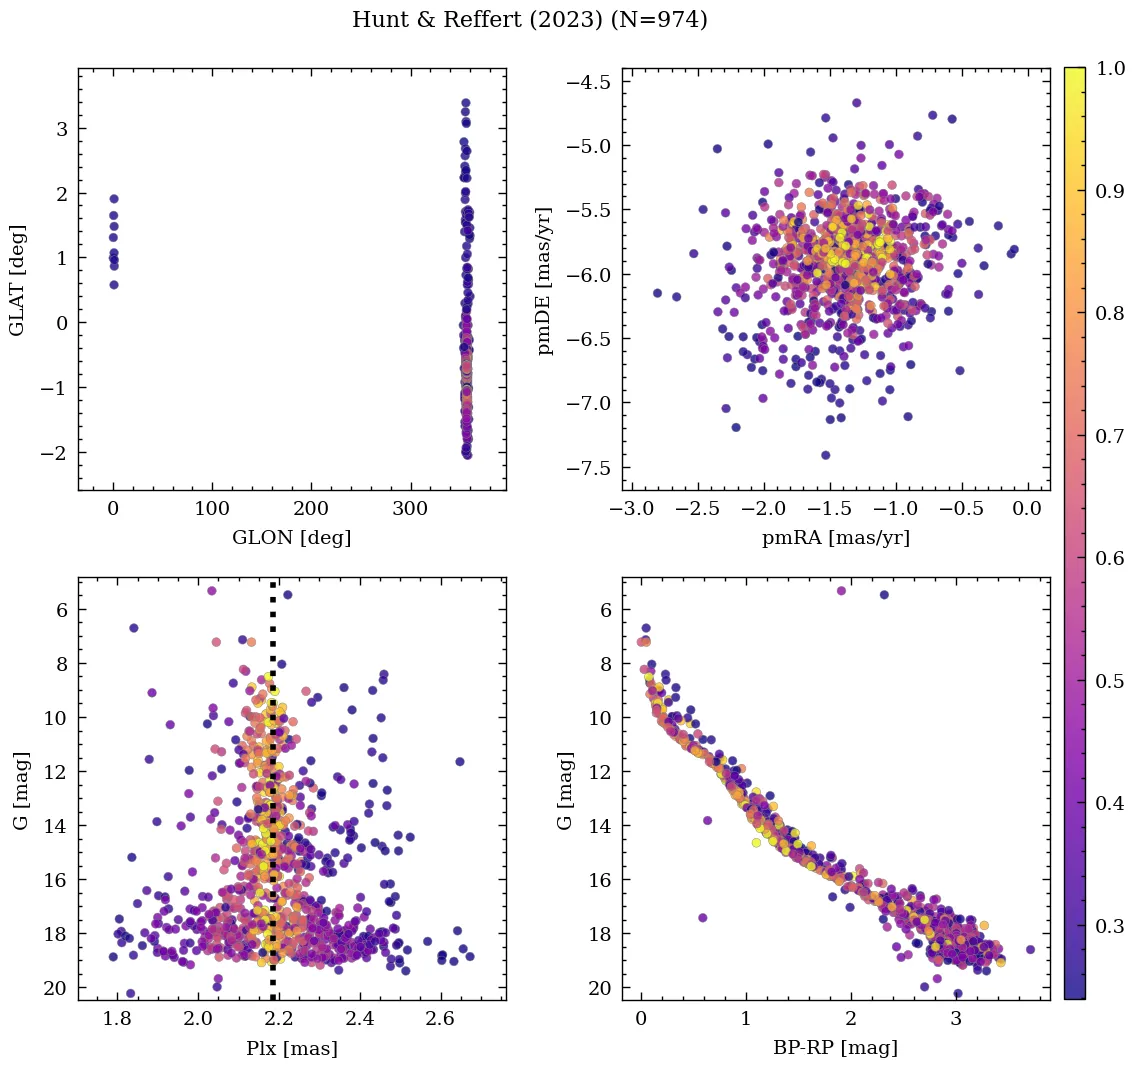 Hunt & Reffert (2023) (N=974)
3
2
1
0
−1
−2
GLAT [deg]
0 100 200 300
GLON [deg]
−4.5
−5.0
−5.5
−6.0
−6.5
−7.0
−7.5
pmDE [mas/yr]
−3.0 −2.5 −2.0 −1.5 −1.0 −0.5 0.0
pmRA [mas/yr]
1.0
0.9
0.8
0.7
0.6
0.5
0.4
0.3
6
8
10
12
14
16
18
20
G [mag]
1.8 2.0 2.2 2.4 2.6
Plx [mas]
6
8
10
12
14
16
18
20
G [mag]
0 1 2 3
BP-RP [mag]